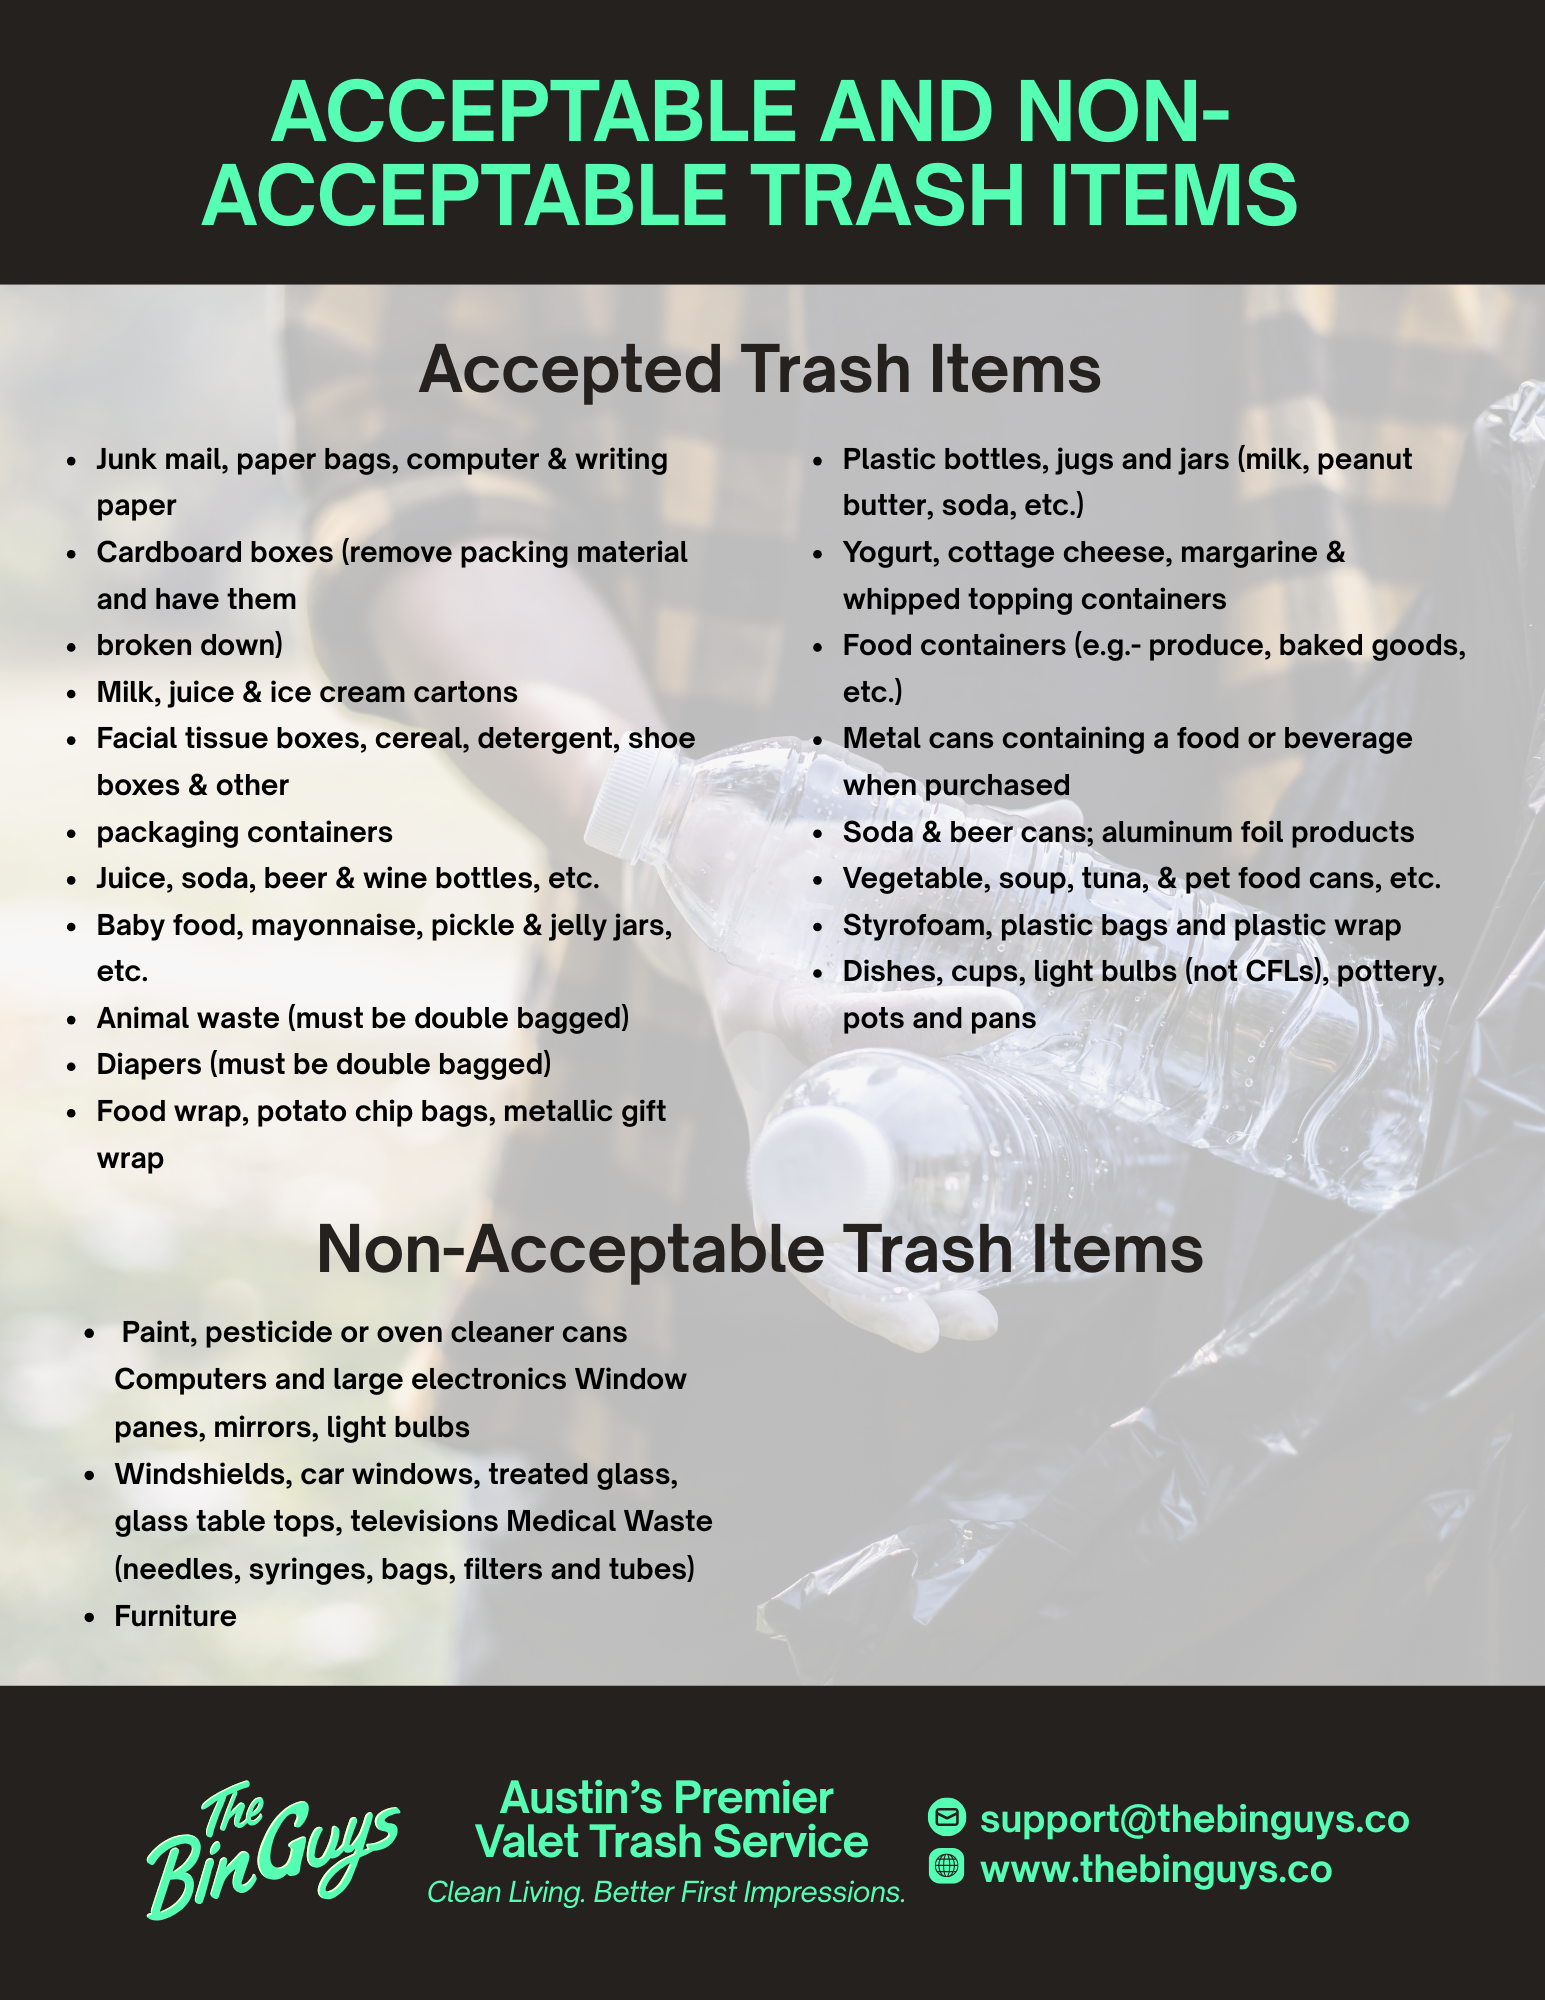 ACCEPTABLE AND NON-
ACCEPTABLE TRASH ITEMS
Accepted Trash Items
• Junk mail, paper bags, computer & writing
paper
• Cardboard boxes (remove packing material
and have them
• broken down)
• Milk, juice & ice cream cartons
• Facial tissue boxes, cereal, detergent, shoe
boxes & other
• packaging containers
• Juice, soda, beer & wine bottles, etc.
• Baby food, mayonnaise, pickle & jelly jars,
etc.
• Animal waste (must be double bagged)
• Diapers (must be double bagged)
• Food wrap, potato chip bags, metallic gift
wrap
• Plastic bottles, jugs and jars (milk, peanut
butter, soda, etc.)
• Yogurt, cottage cheese, margarine &
whipped topping containers
• Food containers (e.g.- produce, baked goods,
etc.)
• Metal cans containing a food or beverage
when purchased
• Soda & beer cans; aluminum foil products
• Vegetable, soup, tuna, & pet food cans, etc.
• Styrofoam, plastic bags and plastic wrap
• Dishes, cups, light bulbs (not CFLs), pottery,
pots and pans
Non-Acceptable Trash Items
• Paint, pesticide or oven cleaner cans
Computers and large electronics Window
panes, mirrors, light bulbs
• Windshields, car windows, treated glass,
glass table tops, televisions Medical Waste
(needles, syringes, bags, filters and tubes)
• Furniture
The
BinGuys
Austin's Premier
Valet Trash Service
Clean Living. Better First Impressions.
support@thebinguys.co
www.thebinguys.co